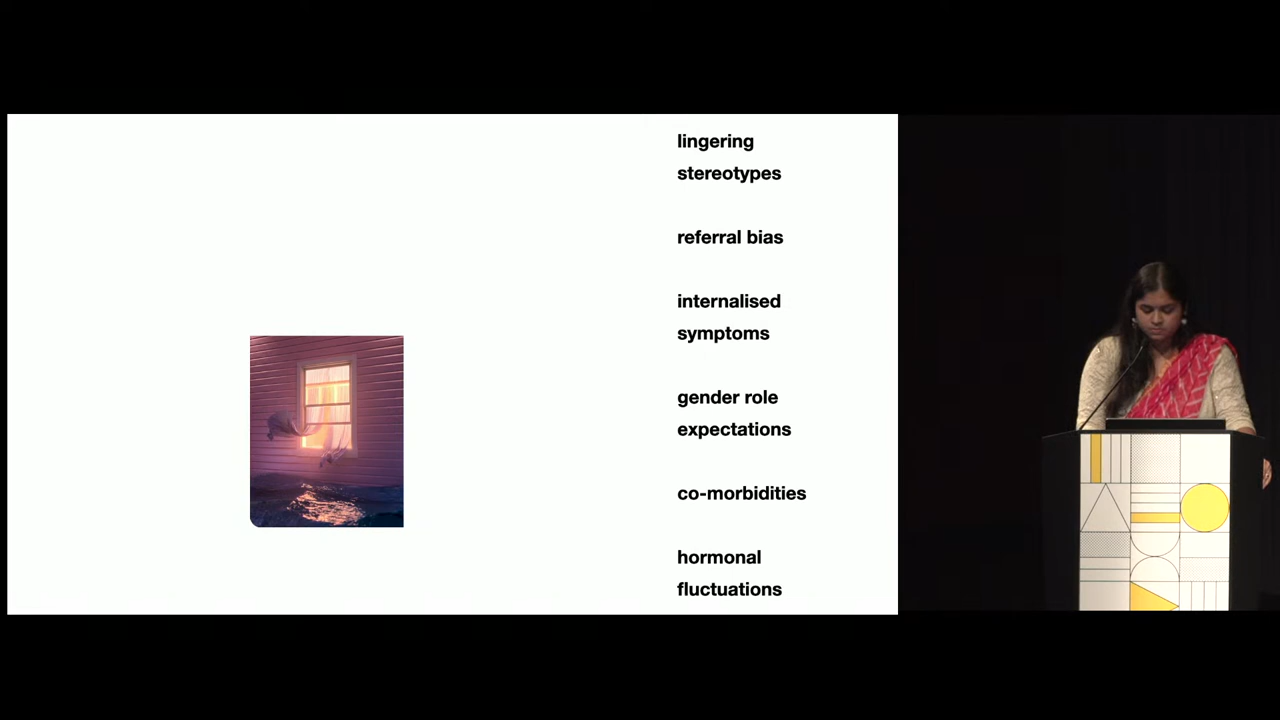 lingering
stereotypes
referral bias
internalised
symptoms
gender role
expectations
co-morbidities
hormonal
fluctuations